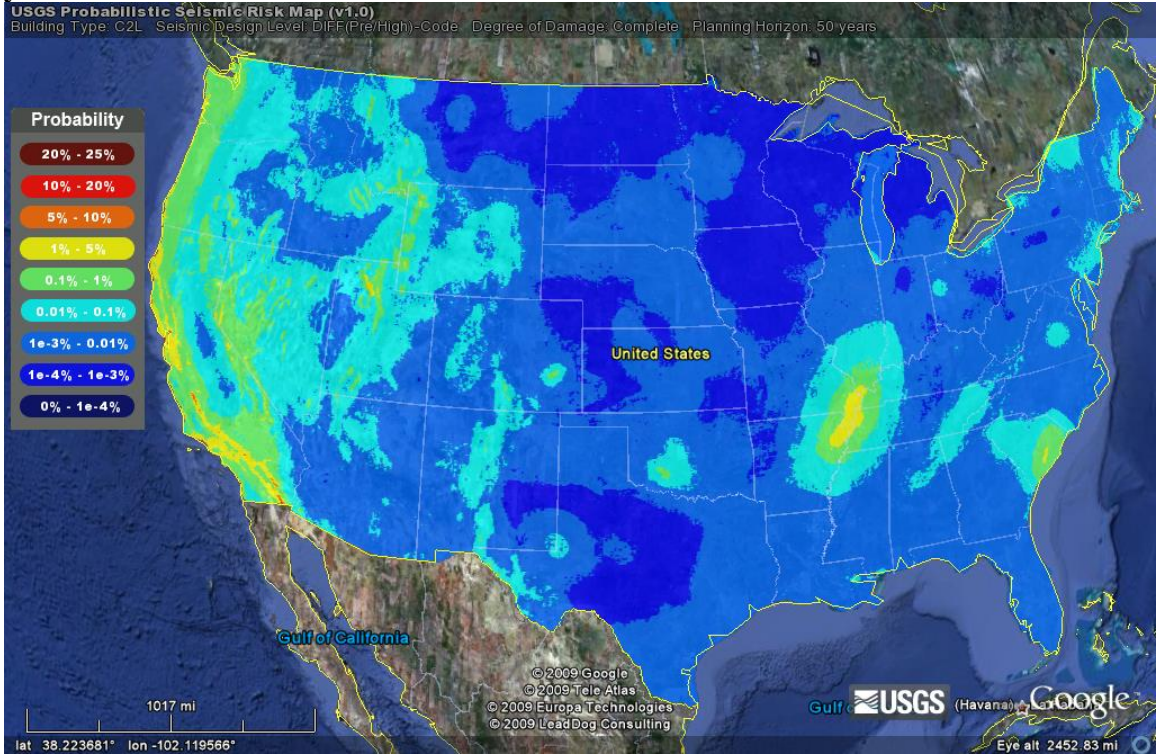 USGS Probabilistic Seismic Risk Map (v1.0)
Building Type: C2L Seismic Design Level: DIFF(Pre/High)-Code Degree of Damage: Complete Planning Horizon: 50 years
Probability
20% - 25%
10% - 20%
5% - 10%
1% - 5%
0.1% - 1%
0.01% - 0.1%
1e-3% - 0.01%
1e-4% - 1e-3%
0% - 1e-4%
United States
Gulf of California
© 2009 Google
© 2009 Tele Atlas
© 2009 Europa Technologies
© 2009 LeadDog Consulting
1017 mi
Gulf
USGS
(Havana)
Google
lat 38.223681° lon -102.119566°
Eye alt 2452.83 mi